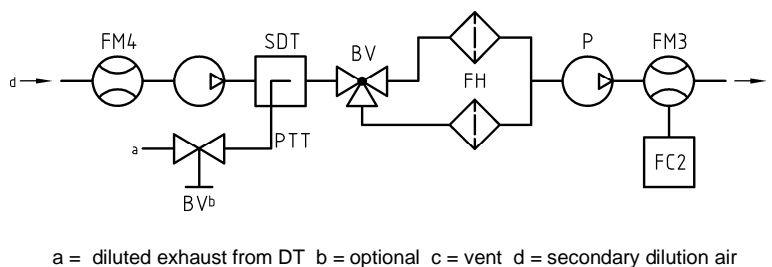 FM4
SDT
BV
P
FM3
d
FH
a
PTT
BVb
FC2
a = diluted exhaust from DT b = optional c = vent d = secondary dilution air